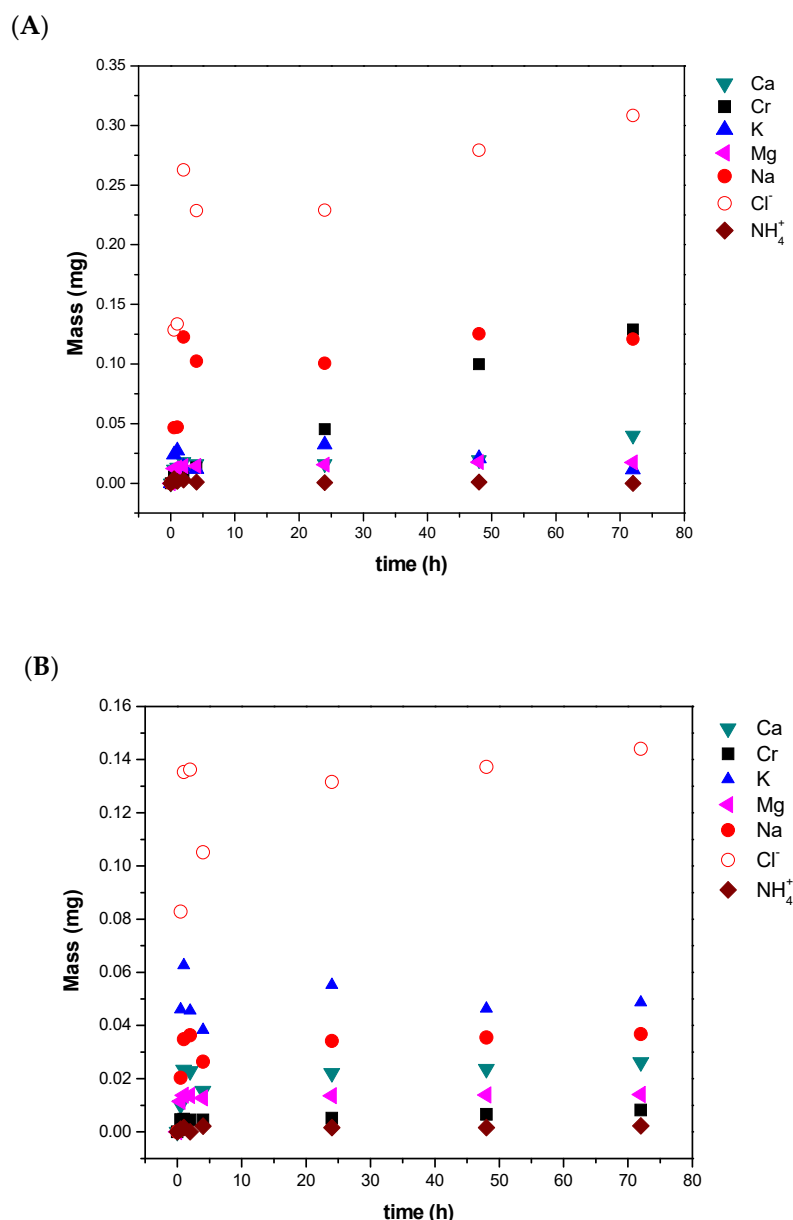 (A)
0.35
0.30
0.25
0.20
0.15
0.10
0.05
0.00
Mass (mg)
0 10 20 30 40 50 60 70 80
time (h)
Ca
Cr
K
Mg
Na
Cl⁻
NH₄⁺
(B)
0.16
0.14
0.12
0.10
0.08
0.06
0.04
0.02
0.00
Mass (mg)
0 10 20 30 40 50 60 70 80
time (h)
Ca
Cr
K
Mg
Na
Cl⁻
NH₄⁺